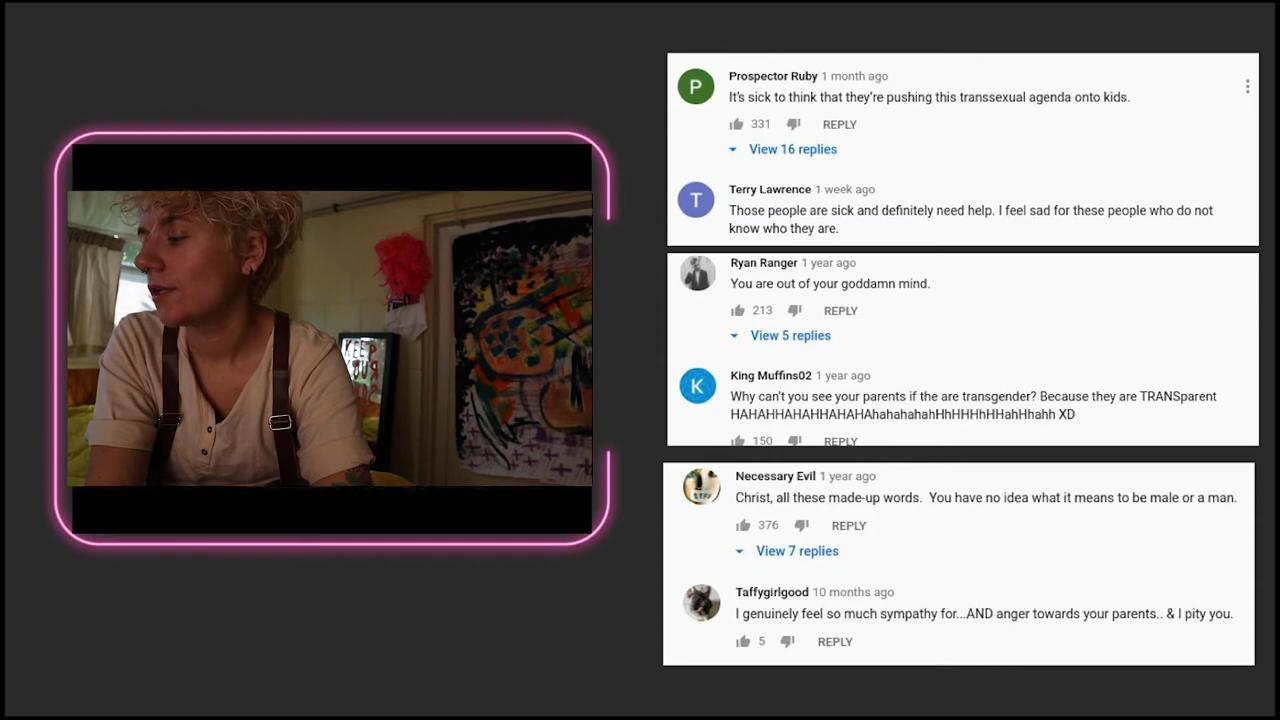 Prospector Ruby 1 month ago
It's sick to think that they're pushing this transsexual agenda onto kids.
331 REPLY
View 16 replies
Terry Lawrence 1 week ago
Those people are sick and definitely need help. I feel sad for these people who do not
know who they are.
Ryan Ranger 1 year ago
You are out of your goddamn mind.
213 REPLY
View 5 replies
King Muffins02 1 year ago
Why can't you see your parents if the are transgender? Because they are TRANSparent
HAHAHHAHAHHAHAHAhahahahahHhHHHhHHahHhahh XD
150 REPLY
Necessary Evil 1 year ago
Christ, all these made-up words.  You have no idea what it means to be male or a man.
376 REPLY
View 7 replies
Taffygirlgood 10 months ago
I genuinely feel so much sympathy for...AND anger towards your parents.. & I pity you.
5 REPLY
P
T
K
KEEP